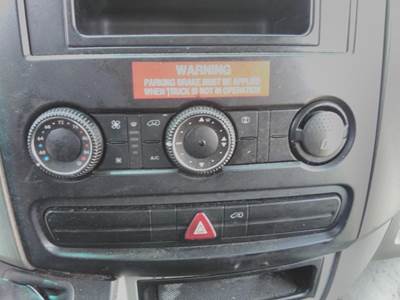 WARNING
PARKING BRAKE MUST BE APPLIED
WHEN TRUCK IS NOT IN OPERATION
A/C